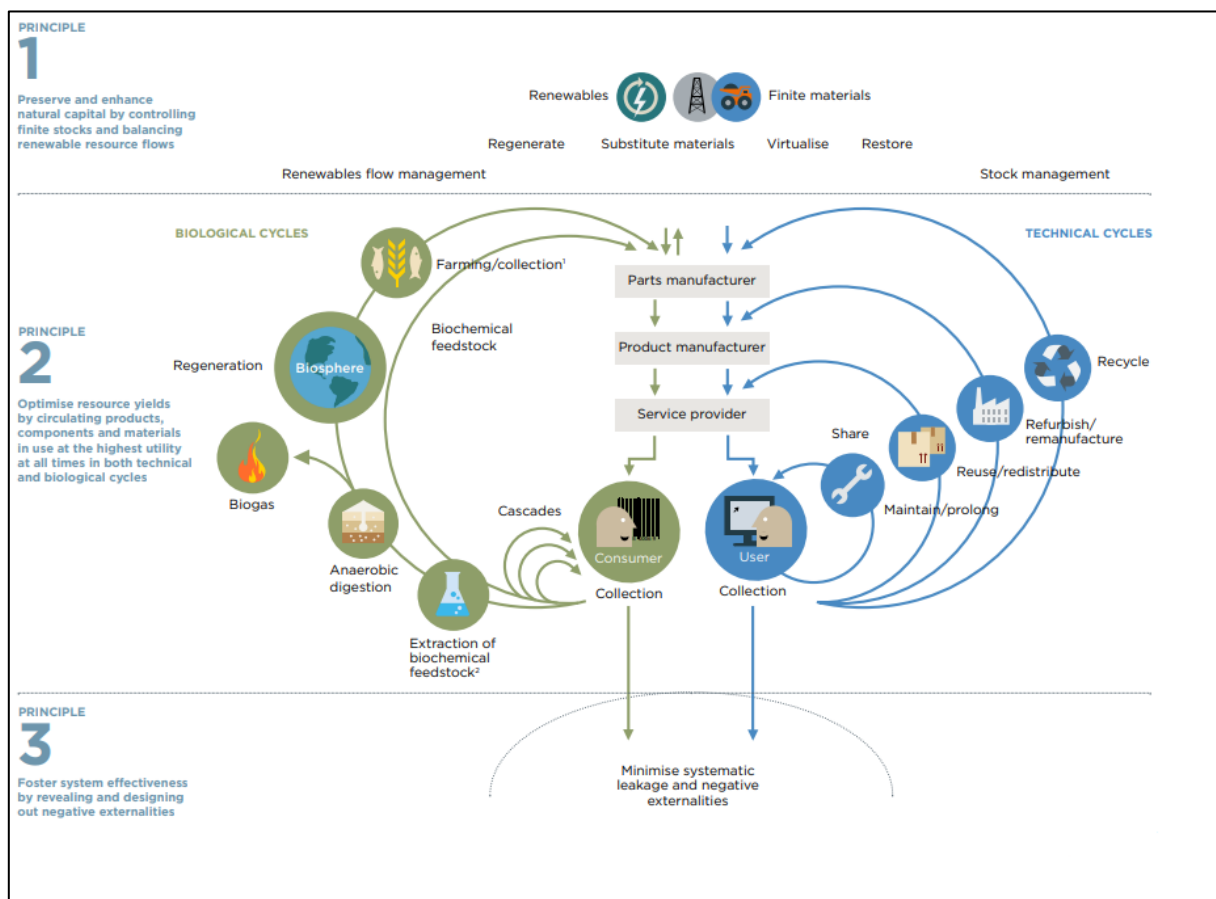 PRINCIPLE
1
Preserve and enhance
natural capital by controlling
finite stocks and balancing
renewable resource flows
Renewables
Finite materials
Regenerate
Substitute materials
Virtualise
Restore
Renewables flow management
Stock management
PRINCIPLE
2
Optimise resource yields
by circulating products,
components and materials
in use at the highest utility
at all times in both technical
and biological cycles
BIOLOGICAL CYCLES
TECHNICAL CYCLES
Farming/collection¹
Parts manufacturer
Biochemical
feedstock
Product manufacturer
Regeneration
Biosphere
Recycle
Service provider
Share
Refurbish/
remanufacture
Reuse/redistribute
Biogas
Cascades
Maintain/prolong
Consumer
User
Anaerobic
digestion
Collection
Collection
Extraction of
biochemical
feedstock²
PRINCIPLE
3
Foster system effectiveness
by revealing and designing
out negative externalities
Minimise systematic
leakage and negative
externalities